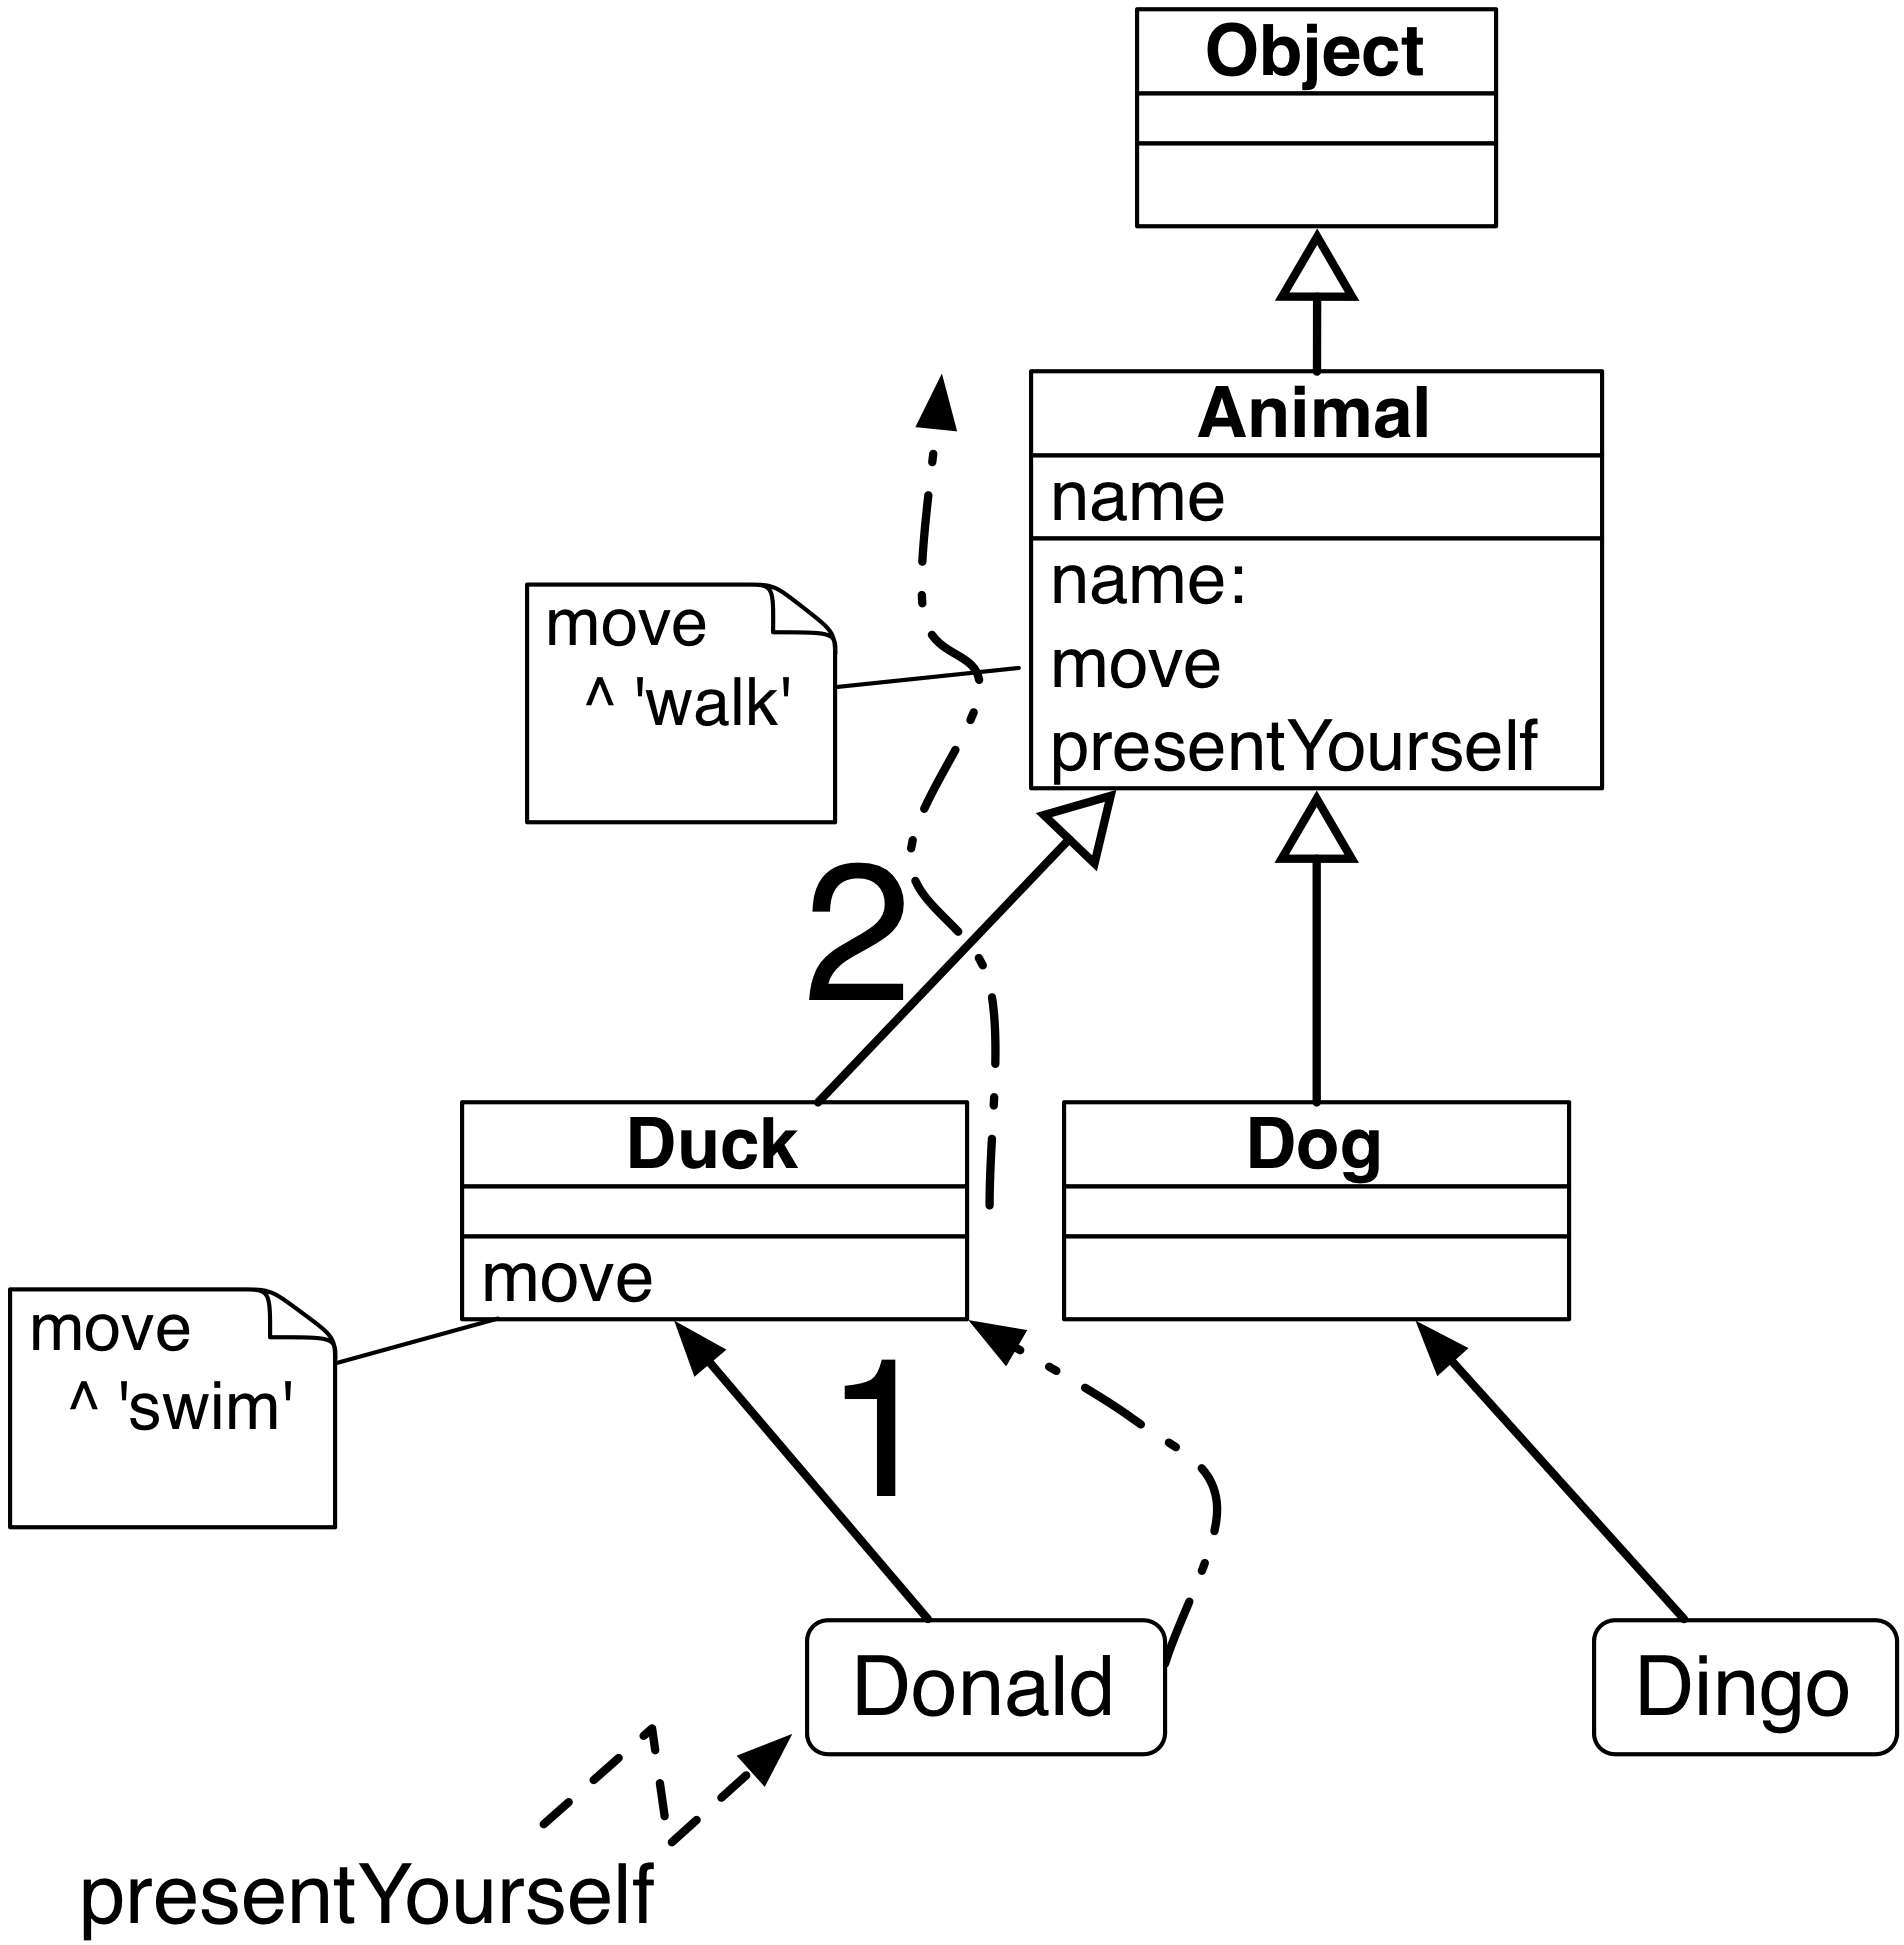 Object
Animal
name
name:
move
presentYourself
move
^ 'walk'
2
Duck
move
Dog
move
^ 'swim'
1
Donald
Dingo
presentYourself